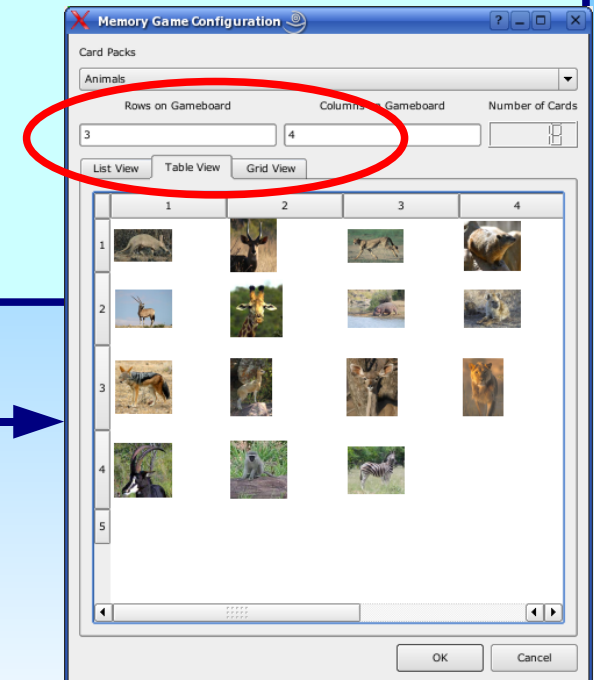 Memory Game Configuration
Card Packs
Animals
Rows on Gameboard Columns on Gameboard Number of Cards
3 4
List View Table View Grid View
1 2 3 4
1
2
3
4
5
OK Cancel